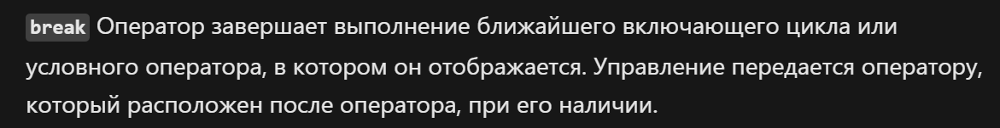 break Оператор завершает выполнение ближайшего включающего цикла или
условного оператора, в котором он отображается. Управление передается оператору,
который расположен после оператора, при его наличии.